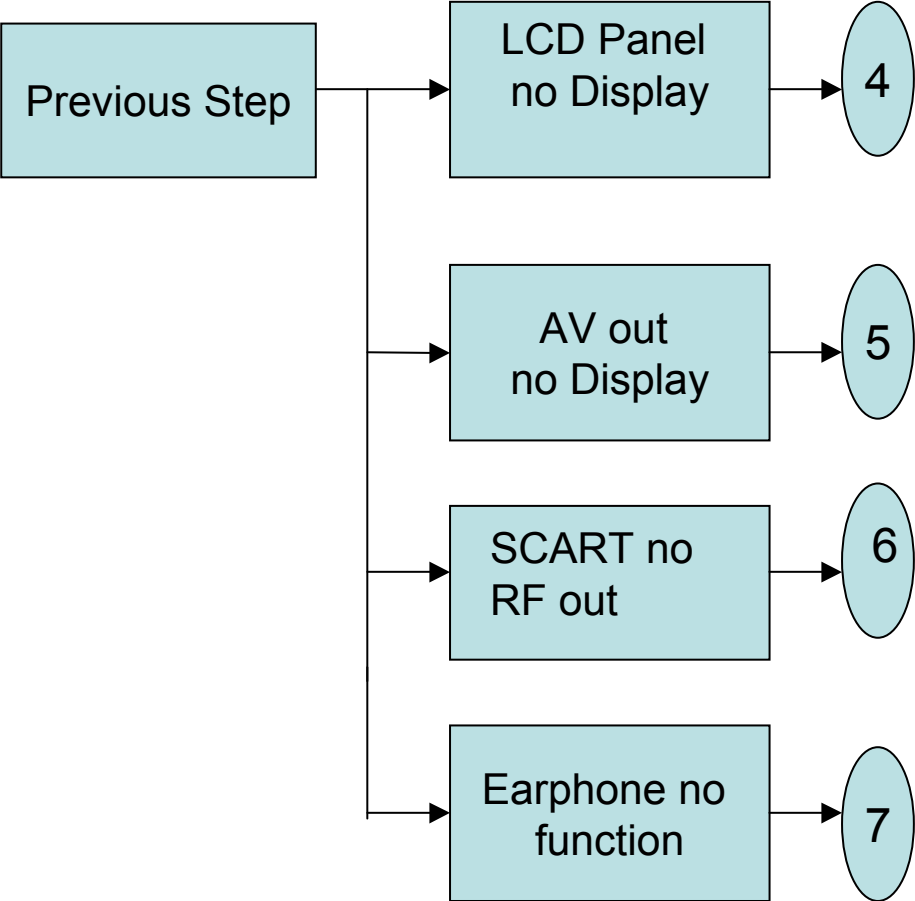 Previous Step
LCD Panel
no Display
4
AV out
no Display
5
SCART no
RF out
6
Earphone no
function
7